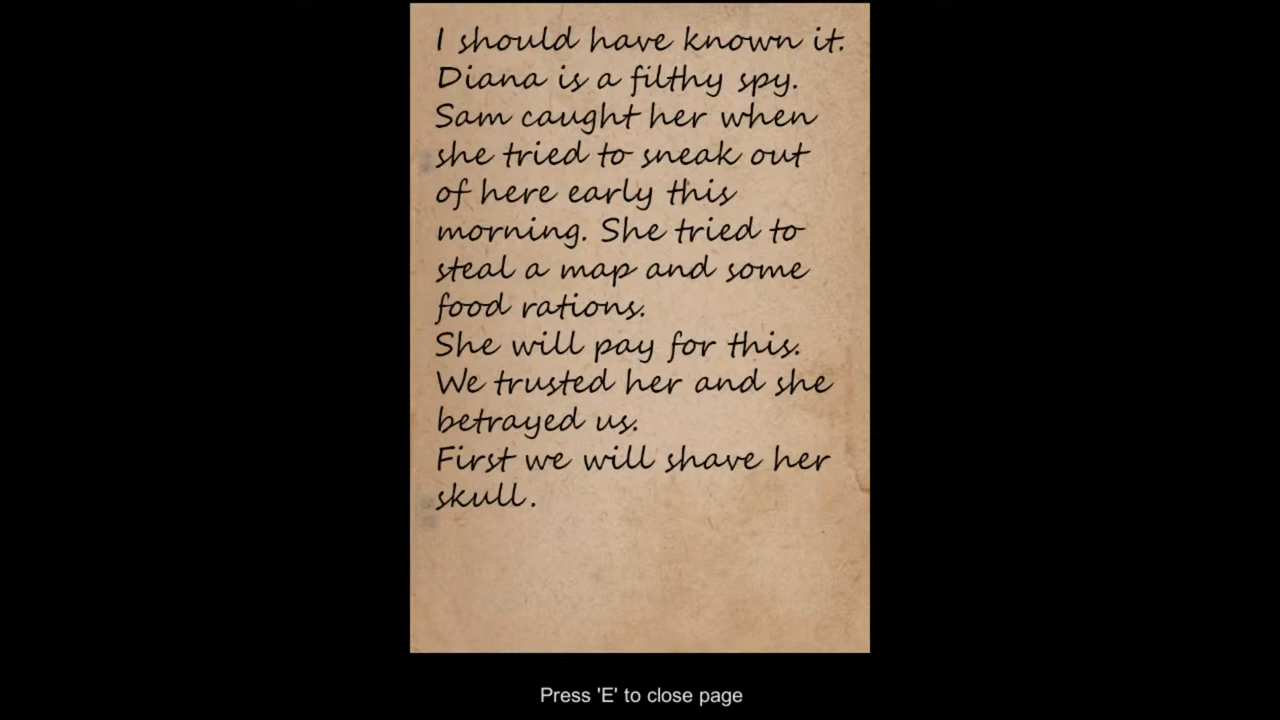 I should have known it.
Diana is a filthy spy.
Sam caught her when
she tried to sneak out
of here early this
morning. She tried to
steal a map and some
food rations.
She will pay for this.
We trusted her and she
betrayed us.
First we will shave her
skull.
Press 'E' to close page